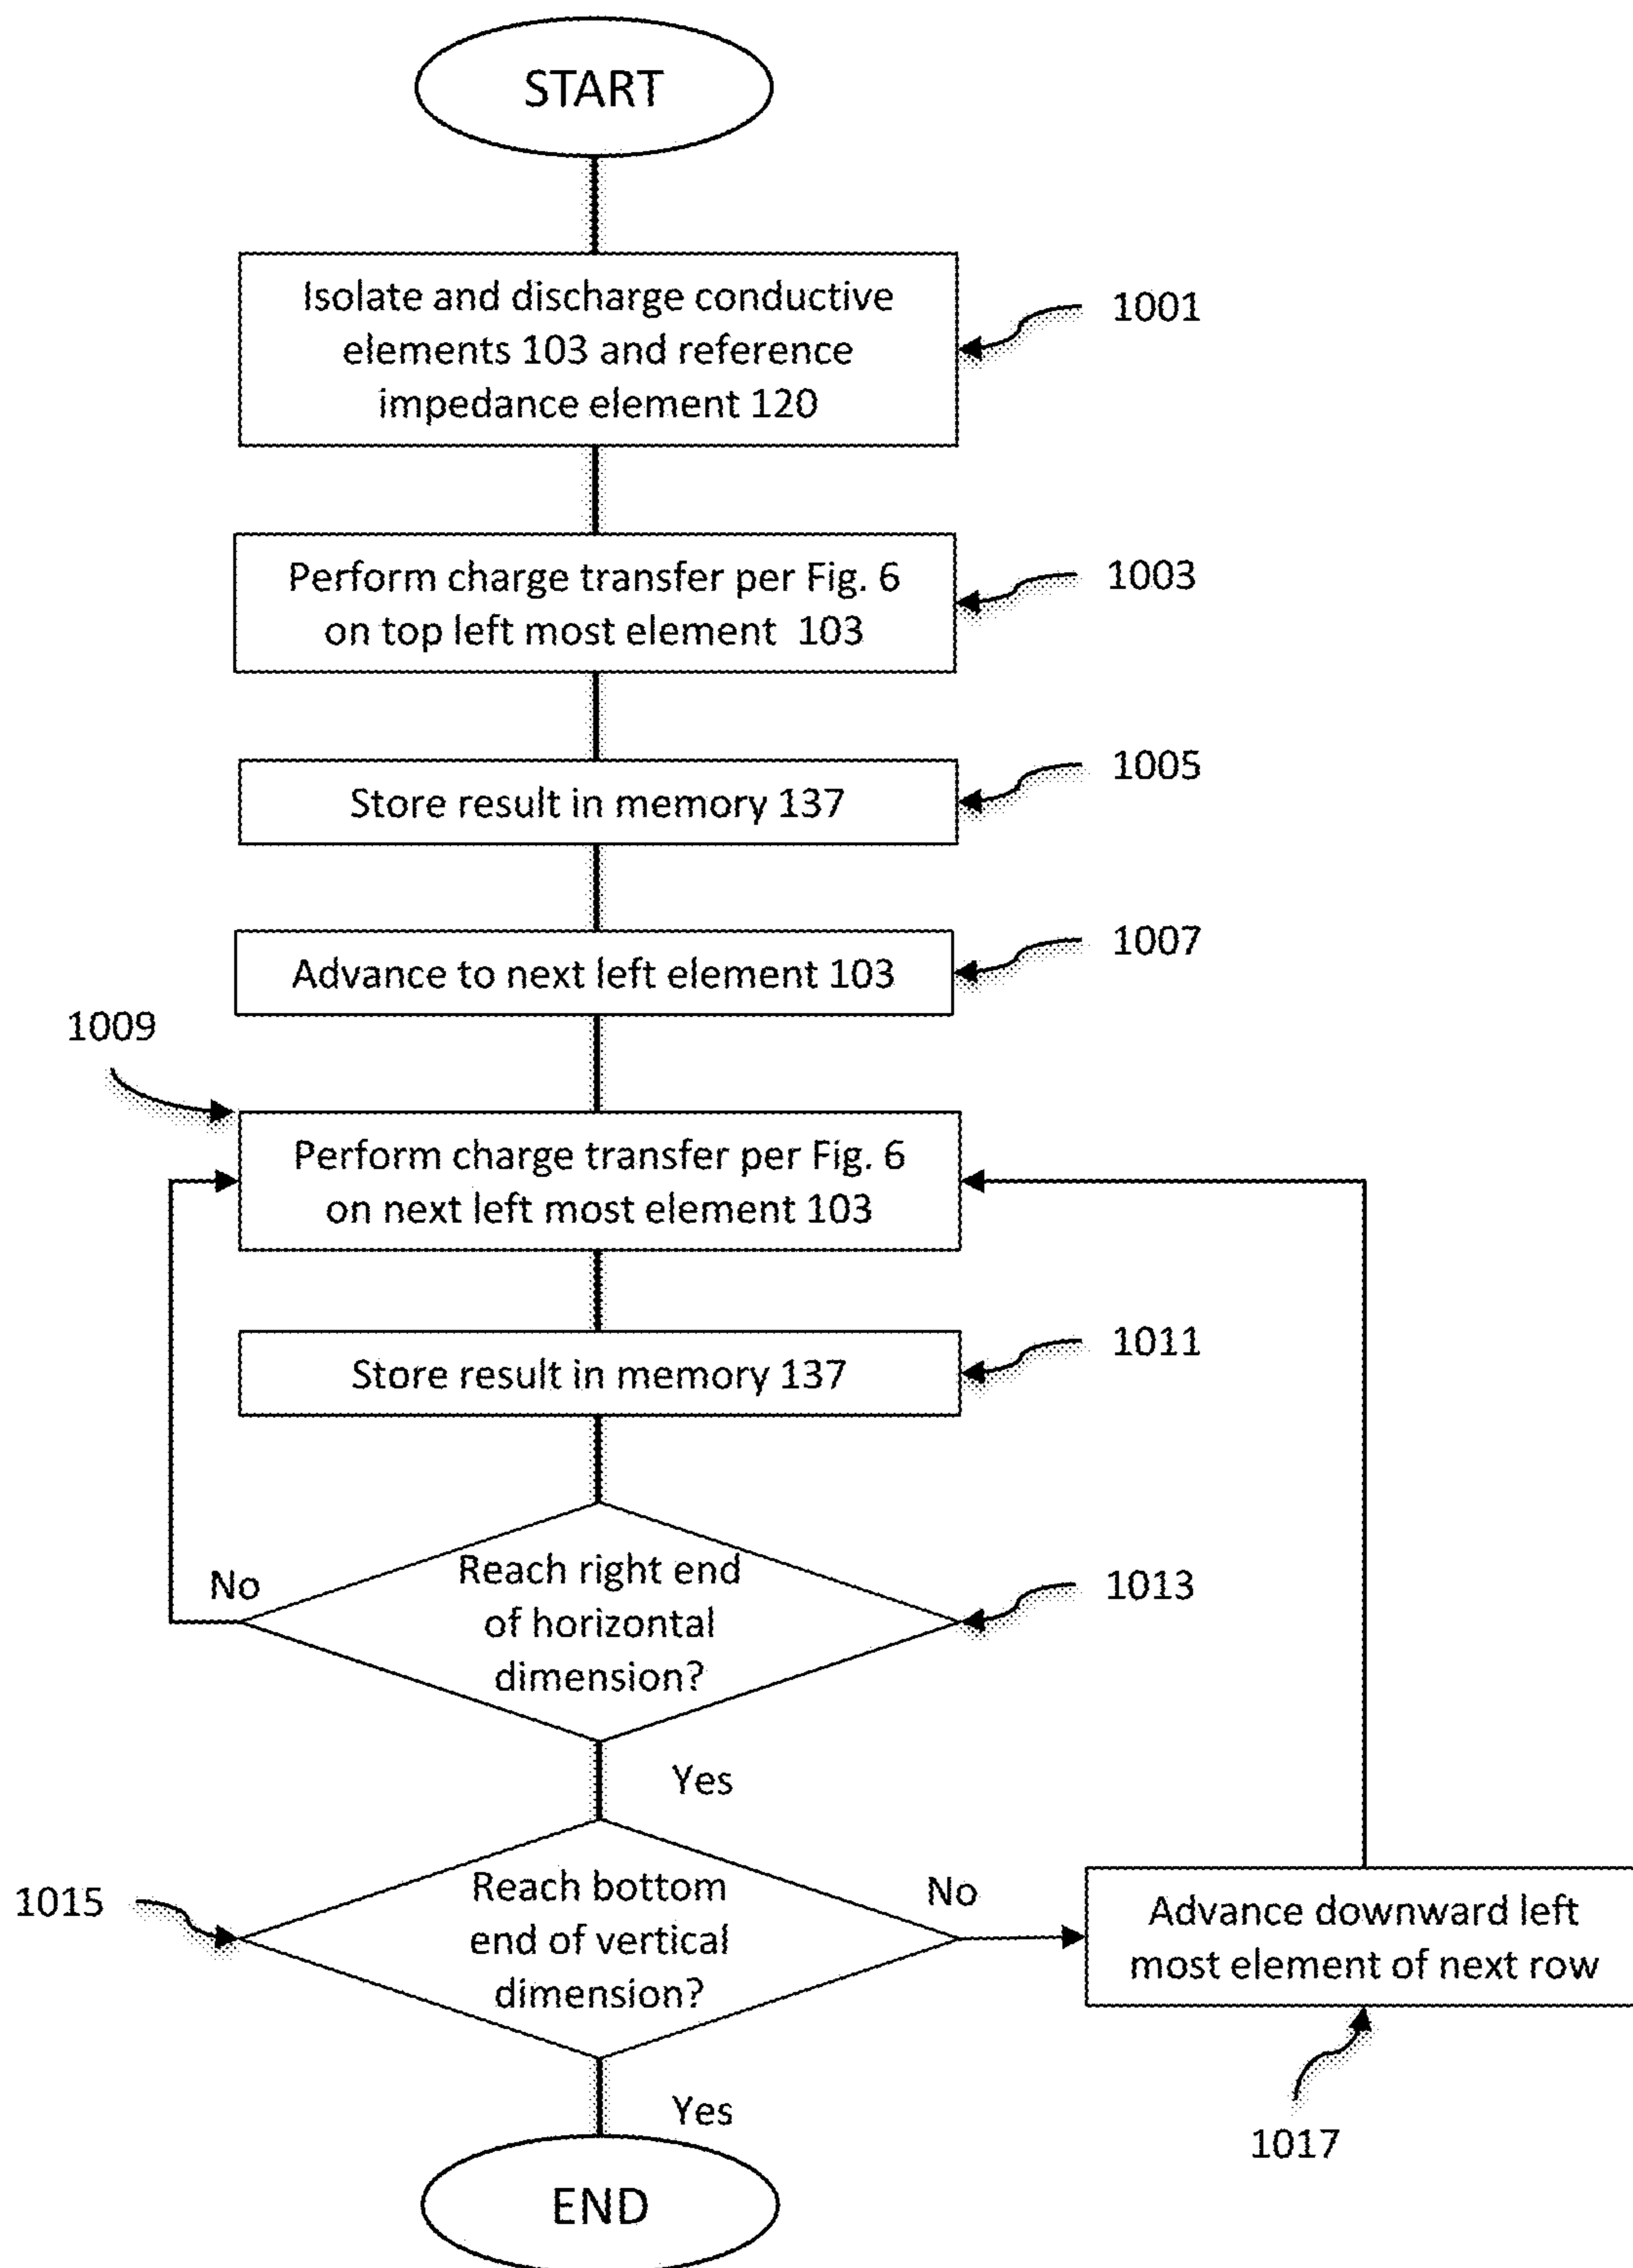 START
Isolate and discharge conductive
elements 103 and reference
impedance element 120
1001
Perform charge transfer per Fig. 6
on top left most element 103
1003
Store result in memory 137
1005
Advance to next left element 103
1007
1009
Perform charge transfer per Fig. 6
on next left most element 103
Store result in memory 137
1011
No
Reach right end
of horizontal
dimension?
1013
Yes
1015
Reach bottom
end of vertical
dimension?
No
Advance downward left
most element of next row
1017
Yes
END